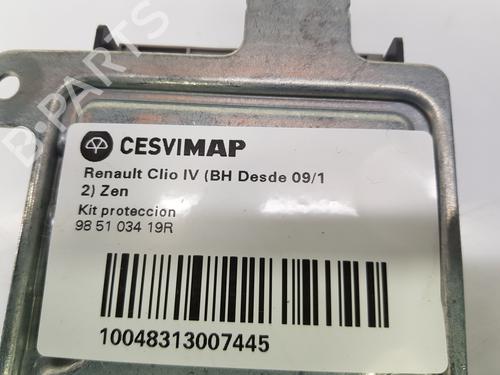 B-PARTS
CESVIMAP
Renault Clio IV (BH Desde 09/1
2) Zen
Kit proteccion
98 51 034 19R
10048313007445